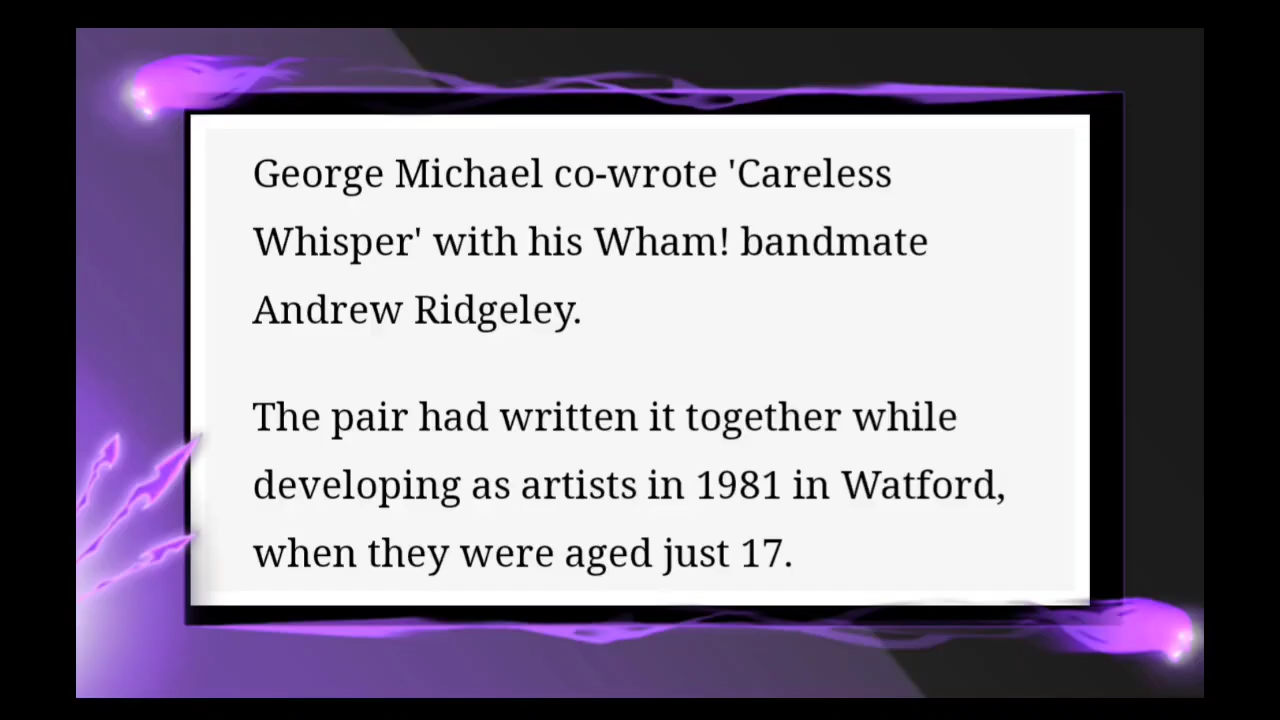 George Michael co-wrote 'Careless
Whisper' with his Wham! bandmate
Andrew Ridgeley.
The pair had written it together while
developing as artists in 1981 in Watford,
when they were aged just 17.